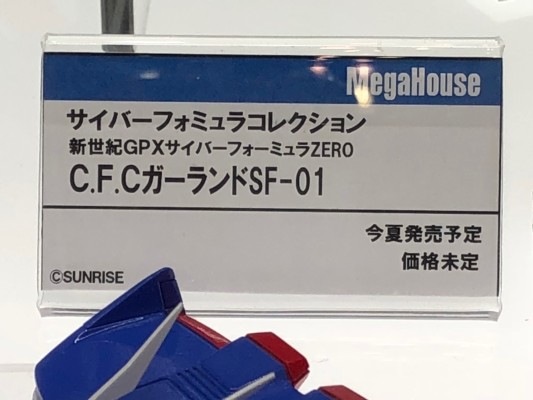 MegaHouse
サイバーフォミュラコレクション
新世紀GPXサイバーフォーミュラZERO
C.F.CガーランドSF-01
今夏発売予定
価格未定
©SUNRISE